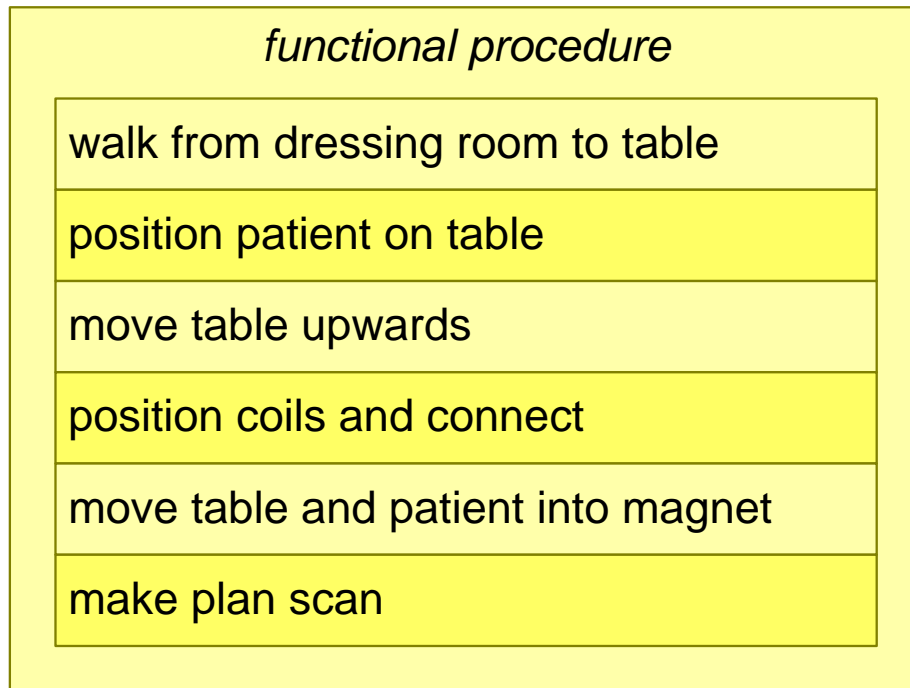 functional procedure
walk from dressing room to table
position patient on table
move table upwards
position coils and connect
move table and patient into magnet
make plan scan